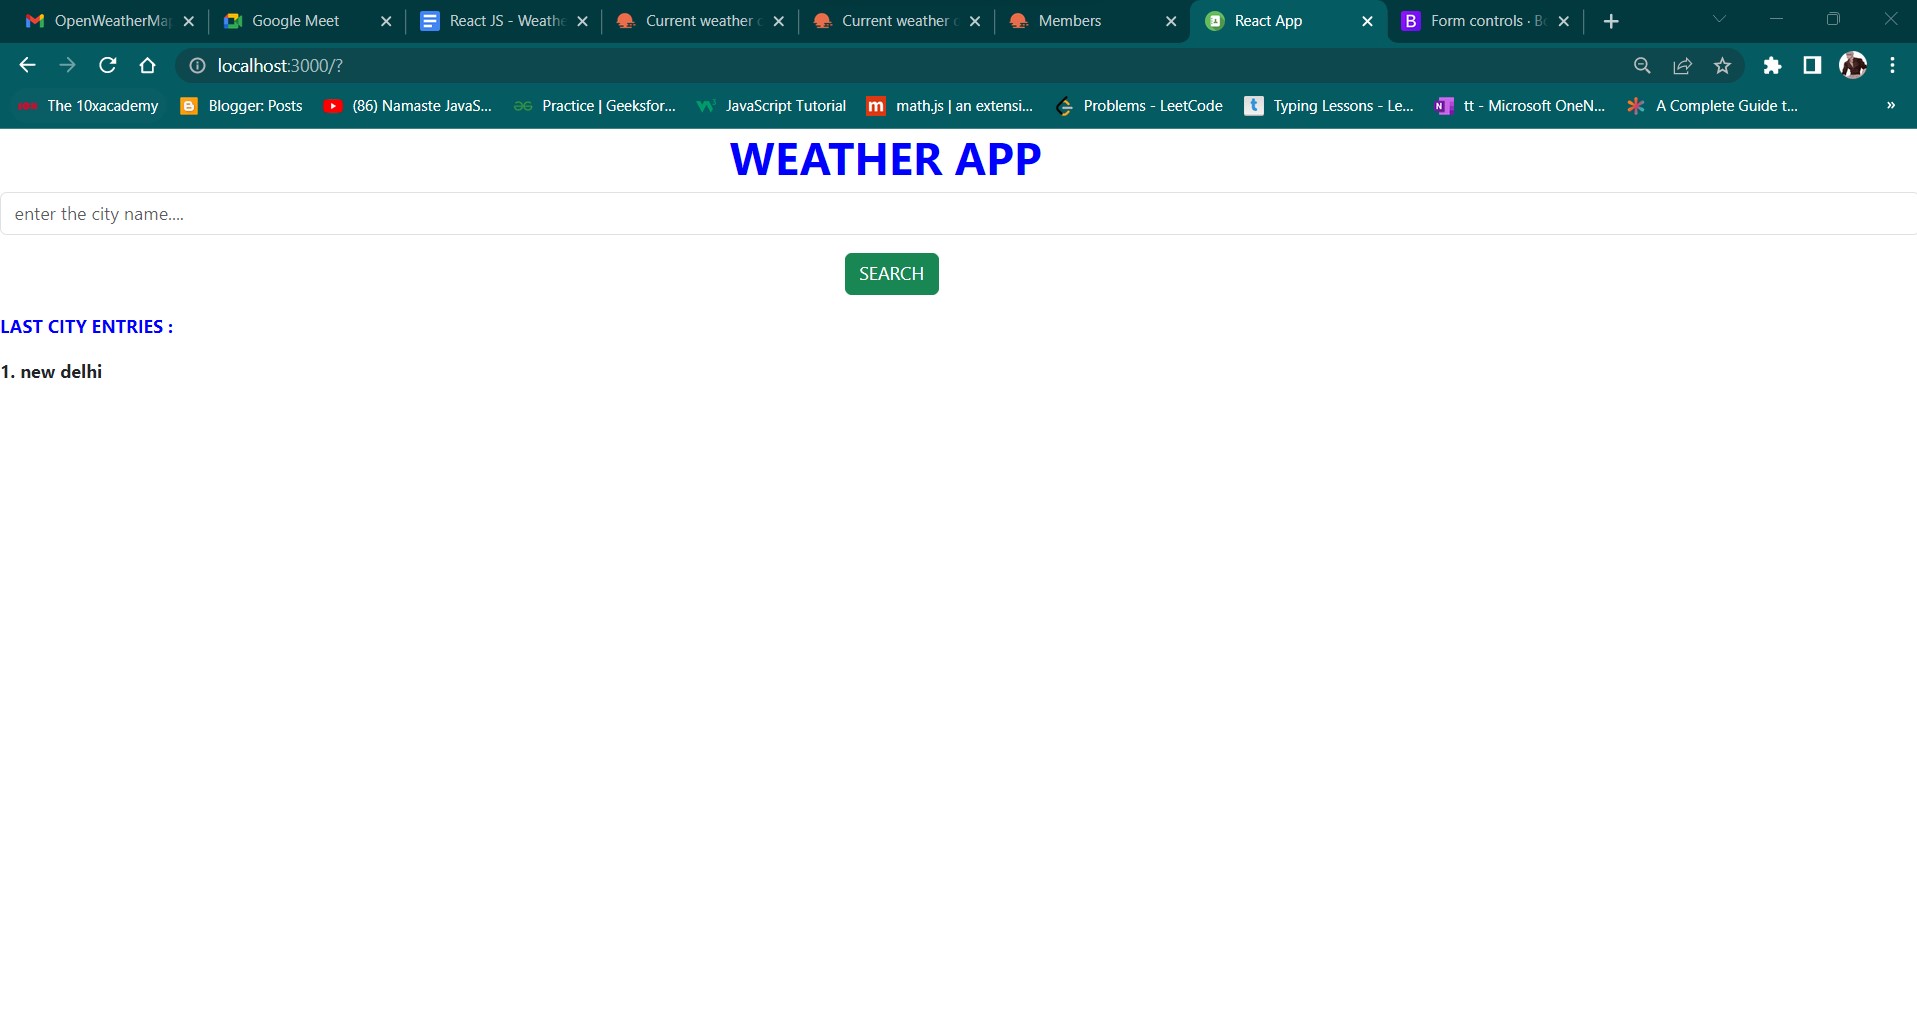 OpenWeatherMa
Google Meet
React JS - Weathe
Current weather
Current weather
Members
React App
B Form controls · Bo
localhost:3000/?
The 10xacademy
Blogger: Posts
(86) Namaste JavaS...
Practice | Geeksfor...
JavaScript Tutorial
m math.js | an extensi...
Problems - LeetCode
t Typing Lessons - Le...
N tt - Microsoft OneN...
A Complete Guide t...
»
WEATHER APP
enter the city name....
SEARCH
LAST CITY ENTRIES :
1. new delhi